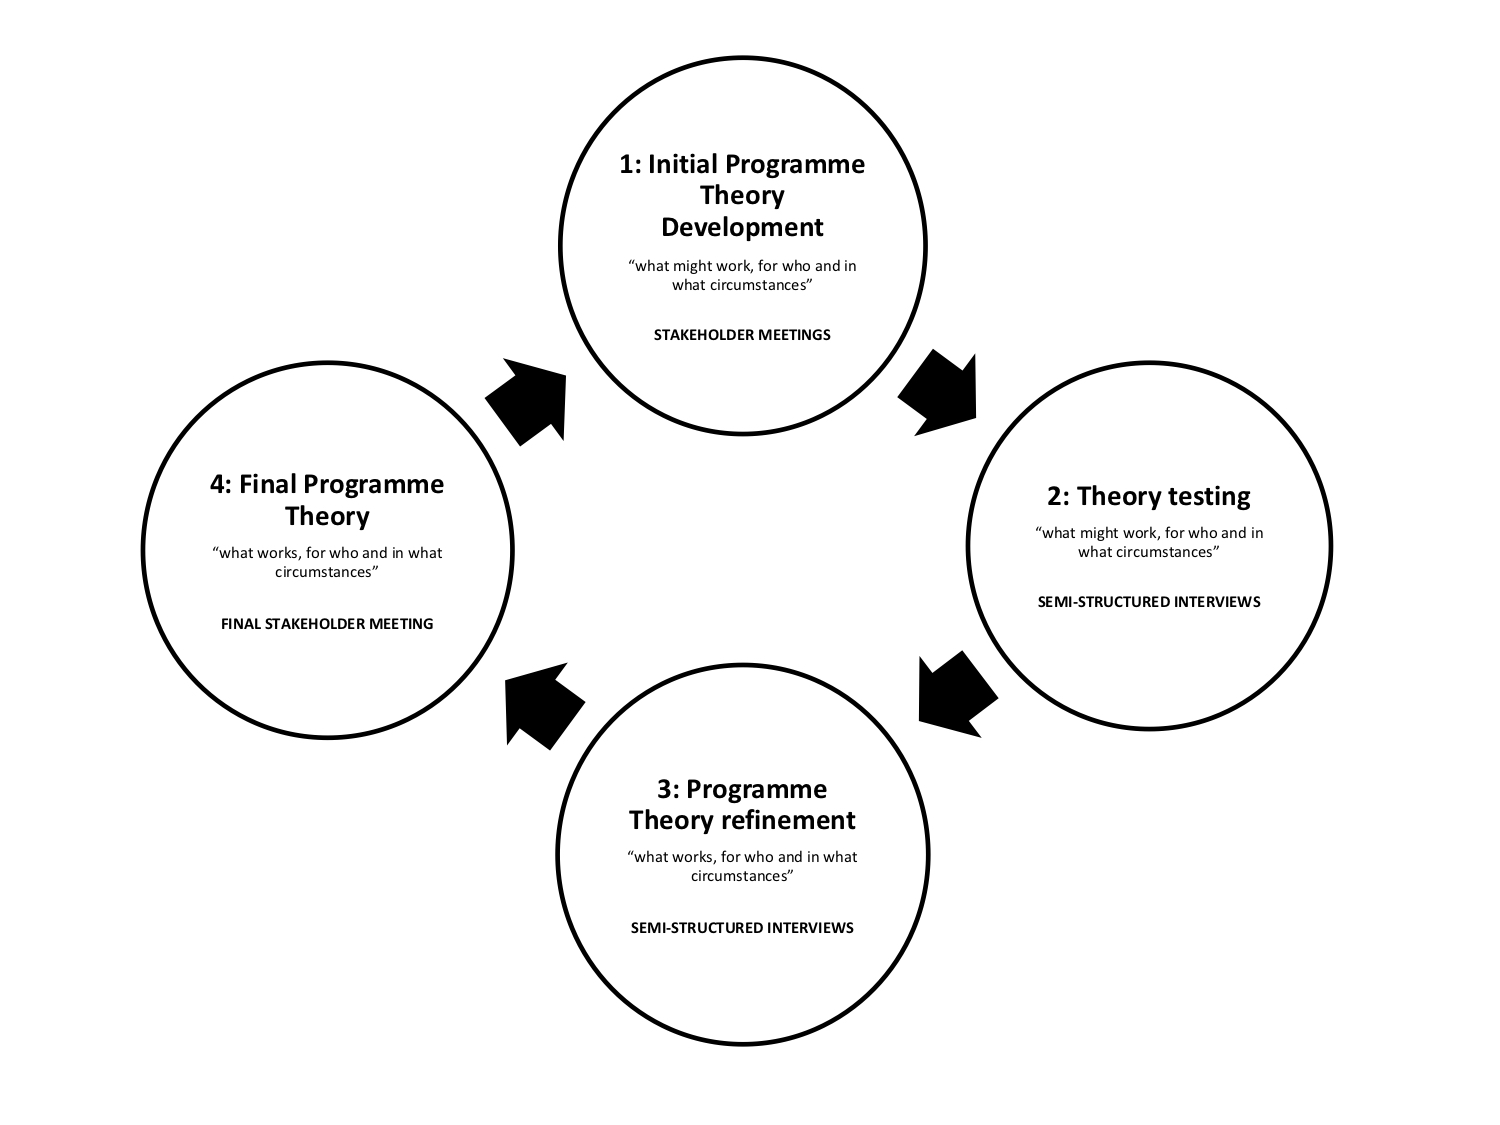 1: Initial Programme
Theory
Development
“what might work, for who and in
what circumstances”
STAKEHOLDER MEETINGS
2: Theory testing
“what might work, for who and in
what circumstances”
SEMI-STRUCTURED INTERVIEWS
3: Programme
Theory refinement
“what works, for who and in what
circumstances”
SEMI-STRUCTURED INTERVIEWS
4: Final Programme
Theory
“what works, for who and in what
circumstances”
FINAL STAKEHOLDER MEETING